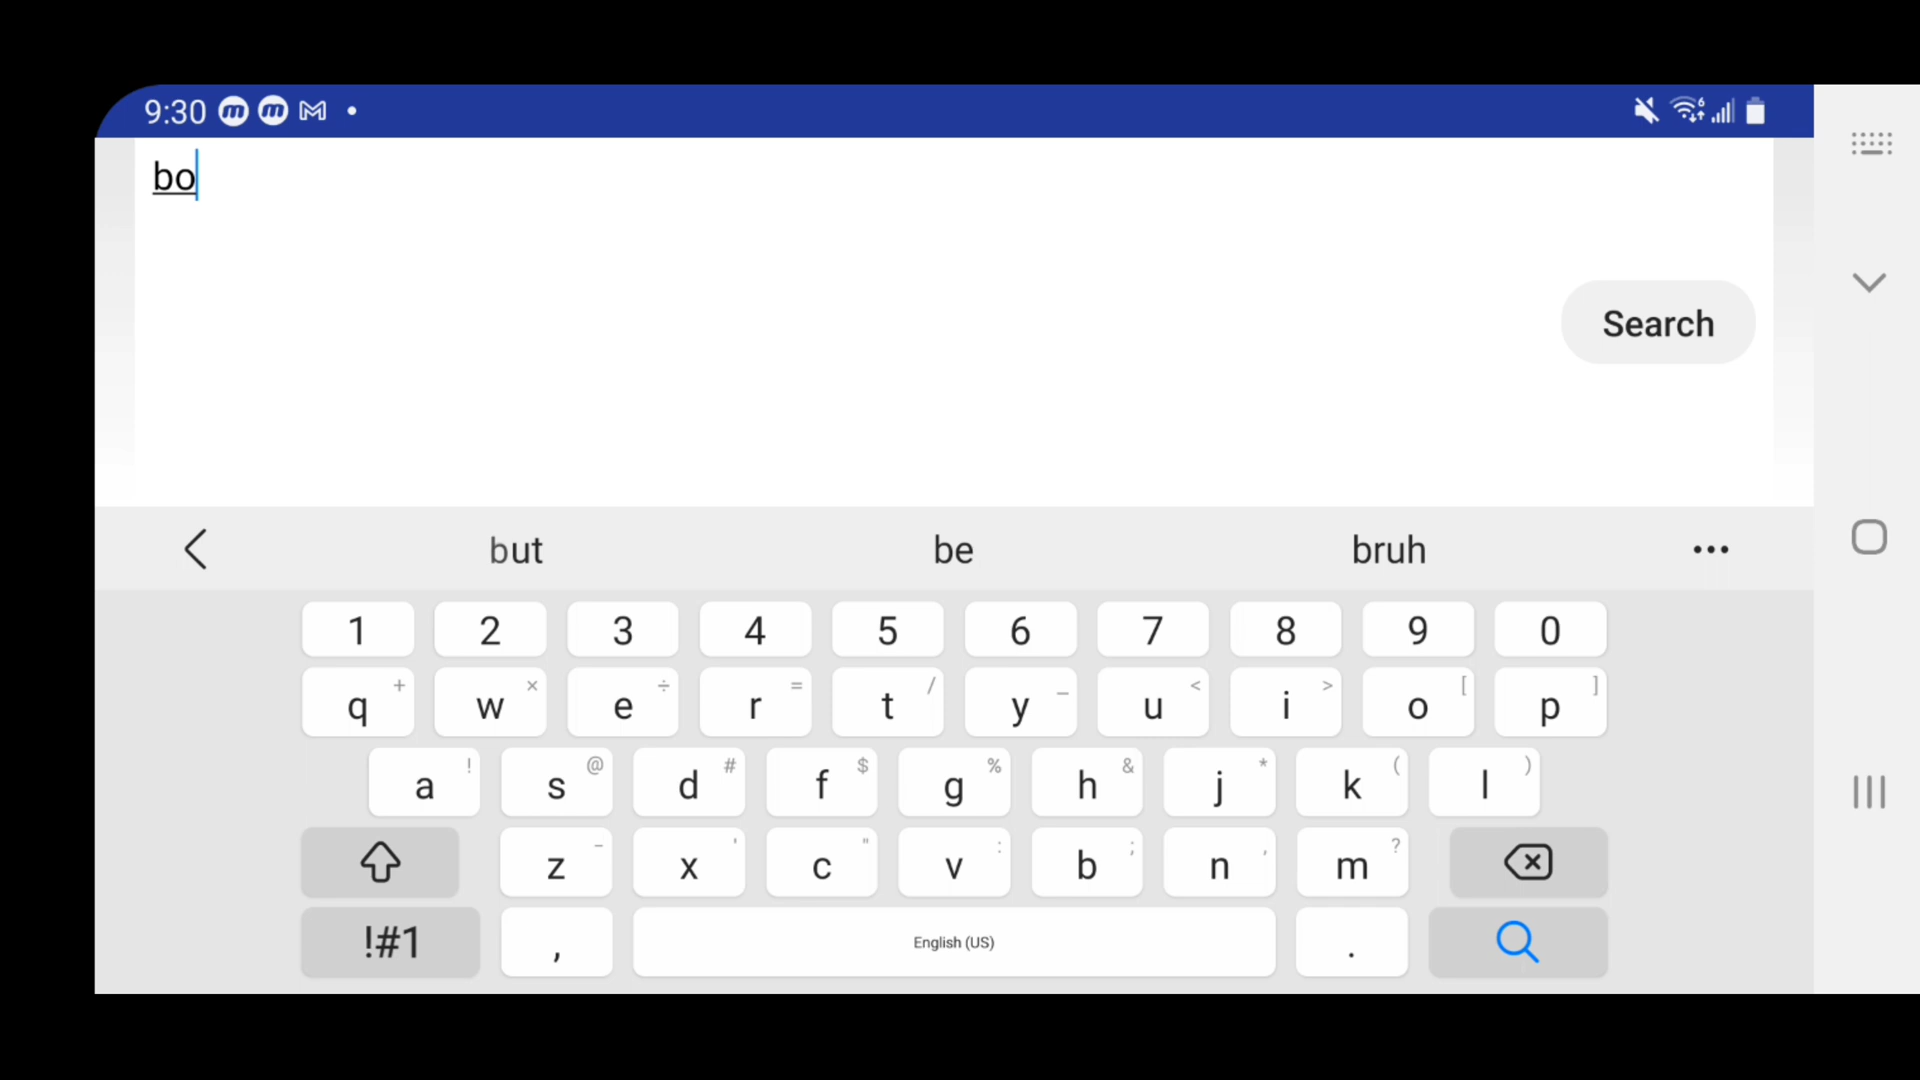 9:30
bo
Search
but be bruh
1 2 3 4 5 6 7 8 9 0
q + w × e ÷ r = t / y _ u < i > o [ p ]
a ! s @ d # f $ g % h & j * k ( l )
z - x ' c " v : b ; n , m ?
!#1 , English (US) .